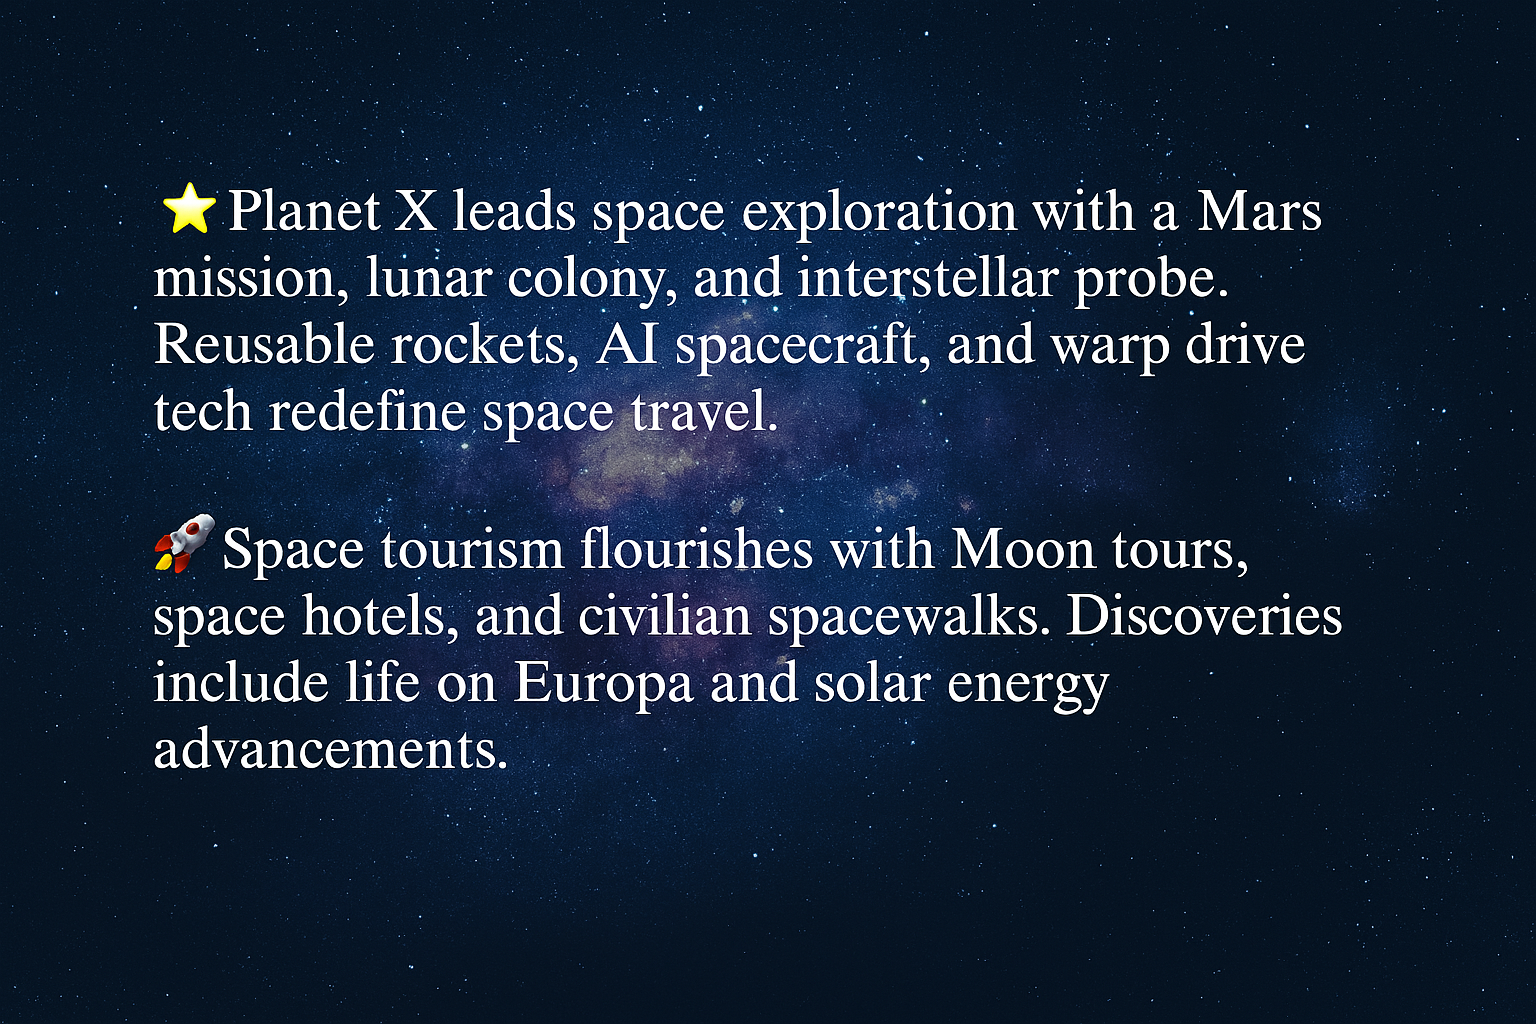 ⭐ Planet X leads space exploration with a Mars
mission, lunar colony, and interstellar probe.
Reusable rockets, AI spacecraft, and warp drive
tech redefine space travel.
🚀 Space tourism flourishes with Moon tours,
space hotels, and civilian spacewalks. Discoveries
include life on Europa and solar energy
advancements.